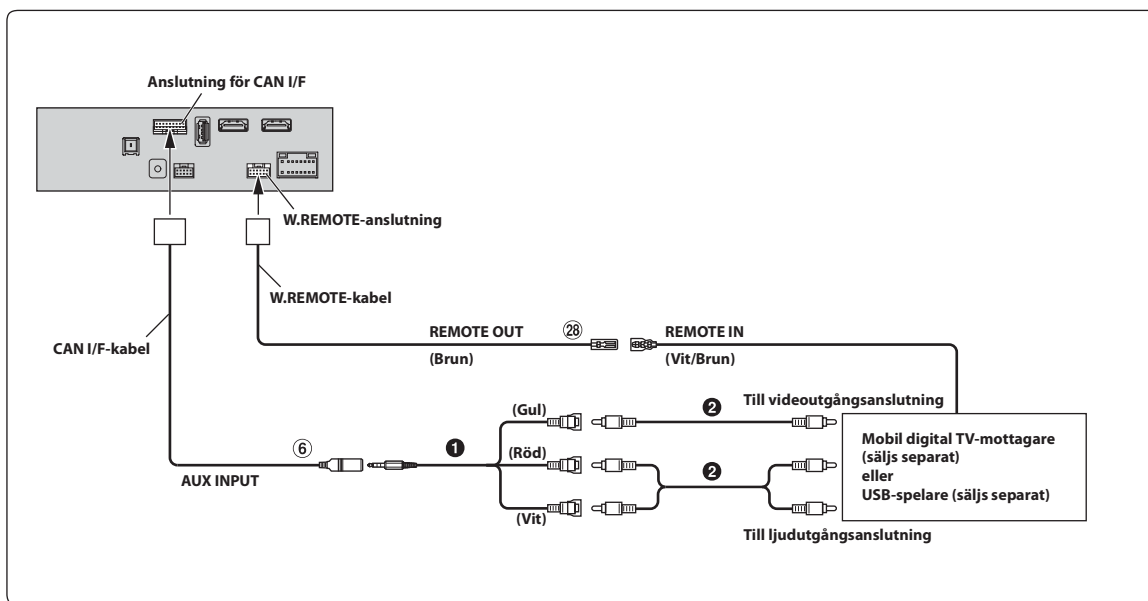 Anslutning för CAN I/F
W.REMOTE-anslutning
W.REMOTE-kabel
CAN I/F-kabel
REMOTE OUT
(Brun)
㉘
REMOTE IN
(Vit/Brun)
Till videoutgångsanslutning
(Gul)
❷
Mobil digital TV-mottagare
(säljs separat)
eller
USB-spelare (säljs separat)
⑥
AUX INPUT
❶
(Röd)
❷
(Vit)
Till ljudutgångsanslutning